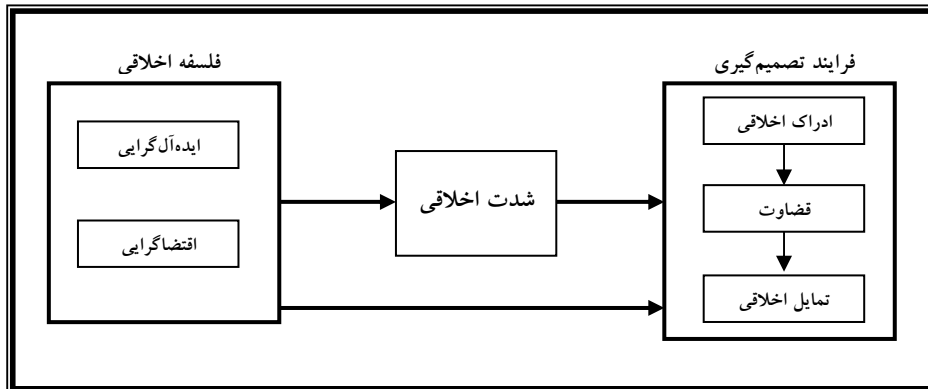 فرایند تصمیم‌گیری
ادراک اخلاقی
قضاوت
تمایل اخلاقی
شدت اخلاقی
فلسفه اخلاقی
ایده‌آل‌گرایی
اقتضاگرایی